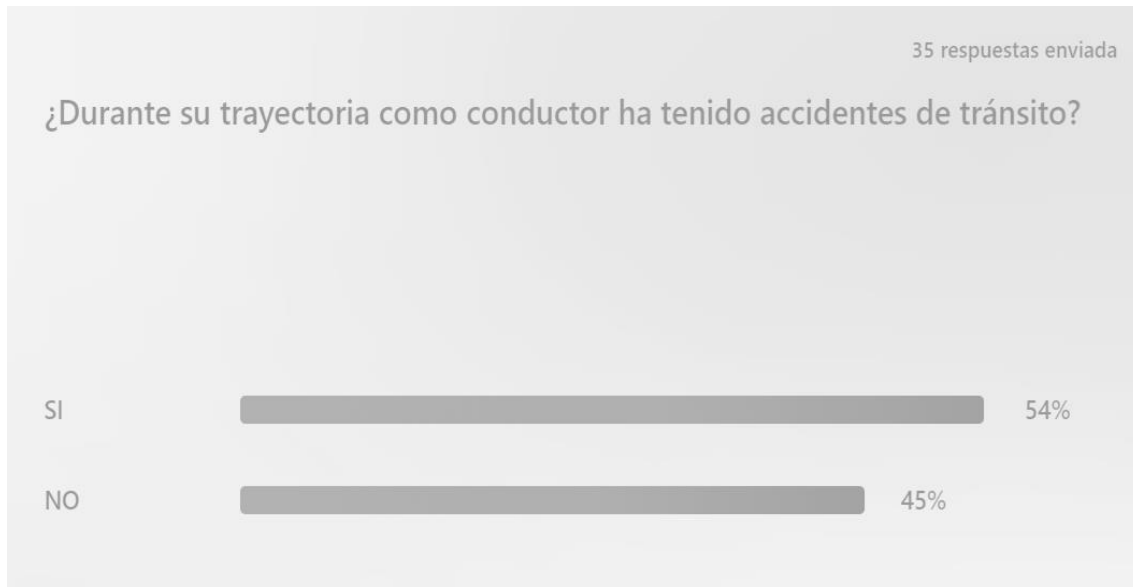 35 respuestas enviada
¿Durante su trayectoria como conductor ha tenido accidentes de tránsito?
SI 54%
NO 45%